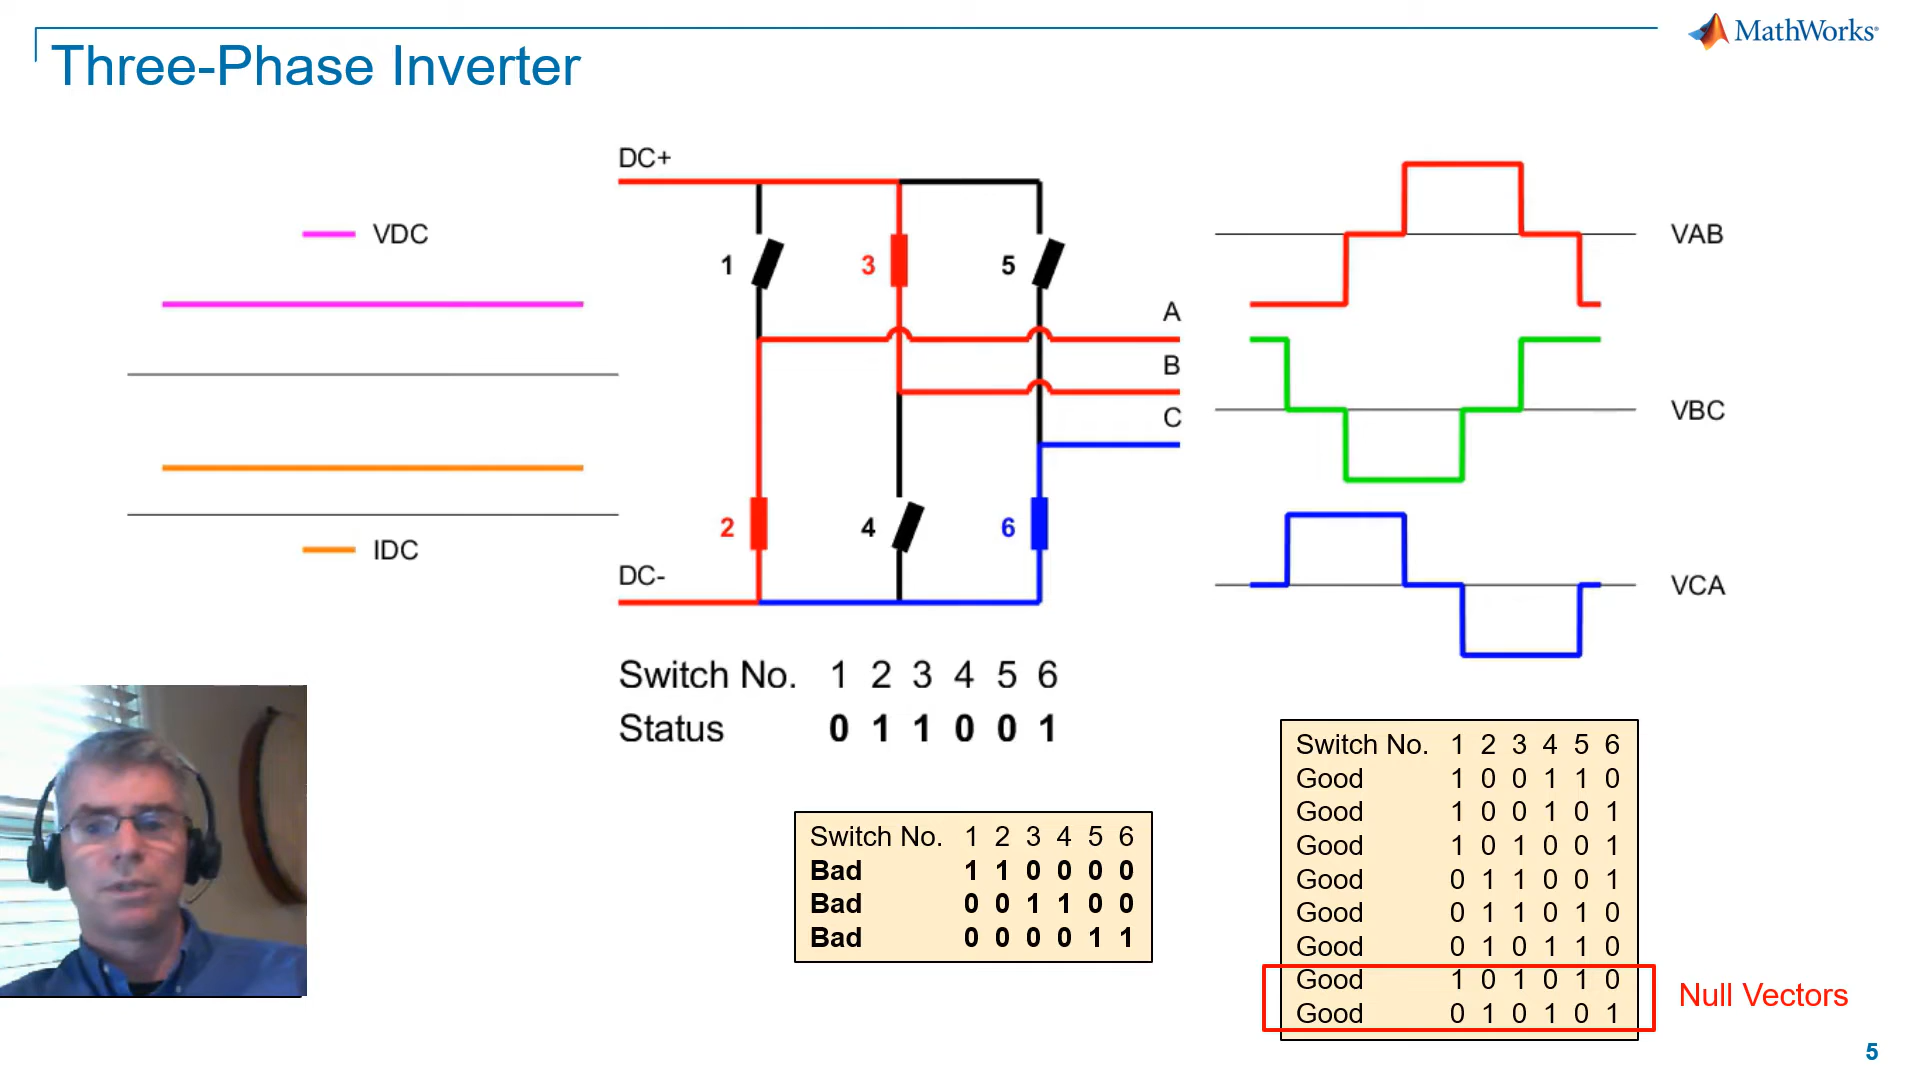 MathWorks®
Three-Phase Inverter
DC+
VDC
1
3
5
A
B
C
VAB
VBC
VCA
2
4
6
IDC
DC-
Switch No. 1 2 3 4 5 6
Status 0 1 1 0 0 1
Switch No. 1 2 3 4 5 6
Bad 1 1 0 0 0 0
Bad 0 0 1 1 0 0
Bad 0 0 0 0 1 1
Switch No. 1 2 3 4 5 6
Good 1 0 0 1 1 0
Good 1 0 0 1 0 1
Good 1 0 1 0 0 1
Good 0 1 1 0 0 1
Good 0 1 1 0 1 0
Good 0 1 0 1 1 0
Good 1 0 1 0 1 0
Good 0 1 0 1 0 1
Null Vectors
5